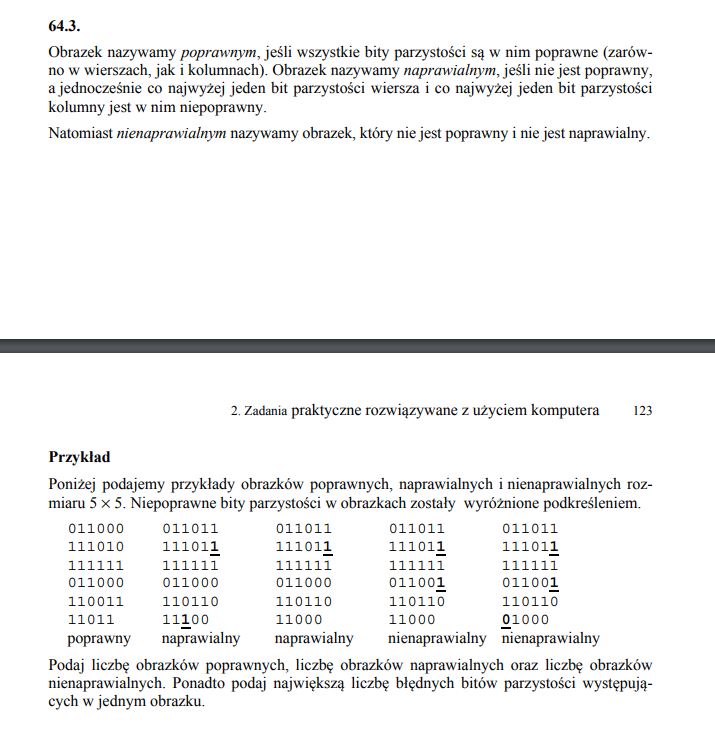 64.3.
Obrazek nazywamy poprawnym, jeśli wszystkie bity parzystości są w nim poprawne (zarów-
no w wierszach, jak i kolumnach). Obrazek nazywamy naprawialnym, jeśli nie jest poprawny,
a jednocześnie co najwyżej jeden bit parzystości wiersza i co najwyżej jeden bit parzystości
kolumny jest w nim niepoprawny.
Natomiast nienaprawialnym nazywamy obrazek, który nie jest poprawny i nie jest naprawialny.
2. Zadania praktyczne rozwiązywane z użyciem komputera 123
Przykład
Poniżej podajemy przykłady obrazków poprawnych, naprawialnych i nienaprawialnych roz-
miaru 5 × 5. Niepoprawne bity parzystości w obrazkach zostały wyróżnione podkreśleniem.
011000 011011 011011 011011 011011
111010 111011 111011 111011 111011
111111 111111 111111 111111 111111
011000 011000 011000 011001 011001
110011 110110 110110 110110 110110
11011 11100 11000 11000 01000
poprawny naprawialny naprawialny nienaprawialny nienaprawialny
Podaj liczbę obrazków poprawnych, liczbę obrazków naprawialnych oraz liczbę obrazków
nienaprawialnych. Ponadto podaj największą liczbę błędnych bitów parzystości występują-
cych w jednym obrazku.